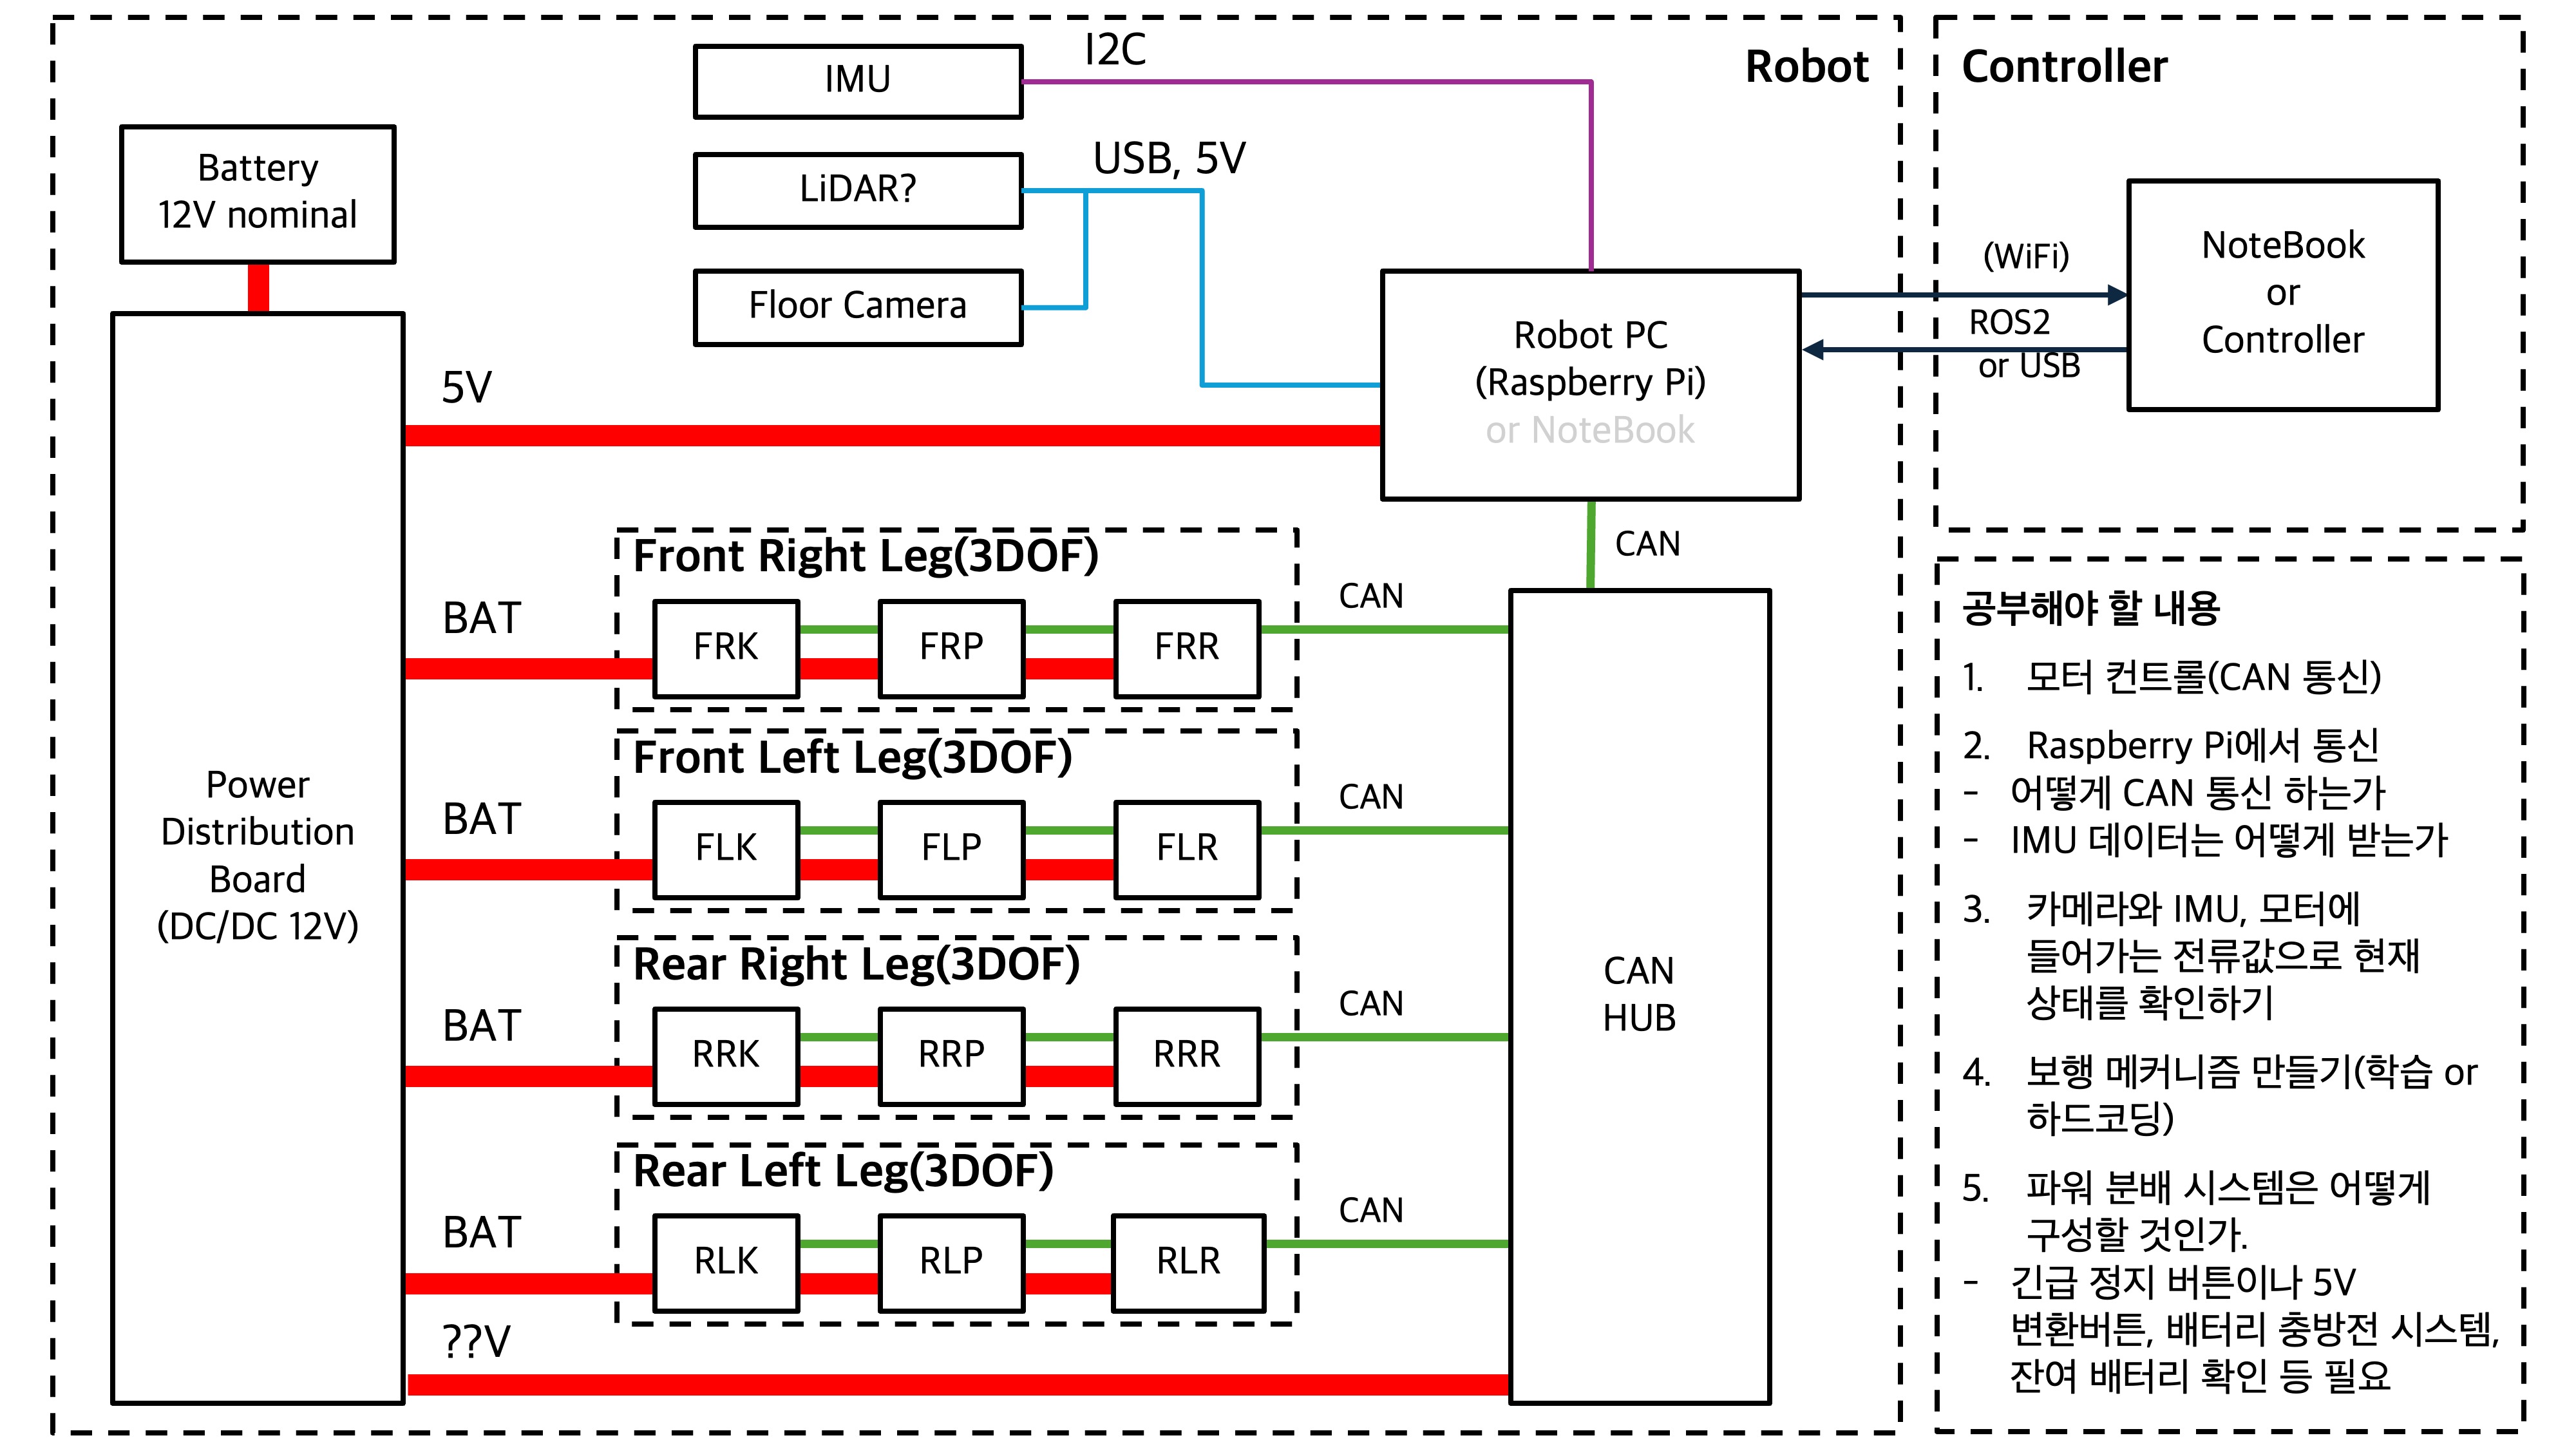 I2C
Robot
Controller
IMU
Battery
12V nominal
USB, 5V
LiDAR?
NoteBook
or
Controller
(WiFi)
ROS2
or USB
Floor Camera
Robot PC
(Raspberry Pi)
or NoteBook
5V
CAN
Front Right Leg(3DOF)
BAT
FRK
FRP
FRR
CAN
Front Left Leg(3DOF)
BAT
FLK
FLP
FLR
CAN
Power
Distribution
Board
(DC/DC 12V)
Rear Right Leg(3DOF)
BAT
RRK
RRP
RRR
CAN
CAN
HUB
Rear Left Leg(3DOF)
BAT
RLK
RLP
RLR
CAN
??V
공부해야 할 내용
1. 모터 컨트롤(CAN 통신)
2. Raspberry Pi에서 통신
- 어떻게 CAN 통신 하는가
- IMU 데이터는 어떻게 받는가
3. 카메라와 IMU, 모터에
들어가는 전류값으로 현재
상태를 확인하기
4. 보행 메커니즘 만들기(학습 or
하드코딩)
5. 파워 분배 시스템은 어떻게
구성할 것인가.
- 긴급 정지 버튼이나 5V
변환버튼, 배터리 충방전 시스템,
잔여 배터리 확인 등 필요